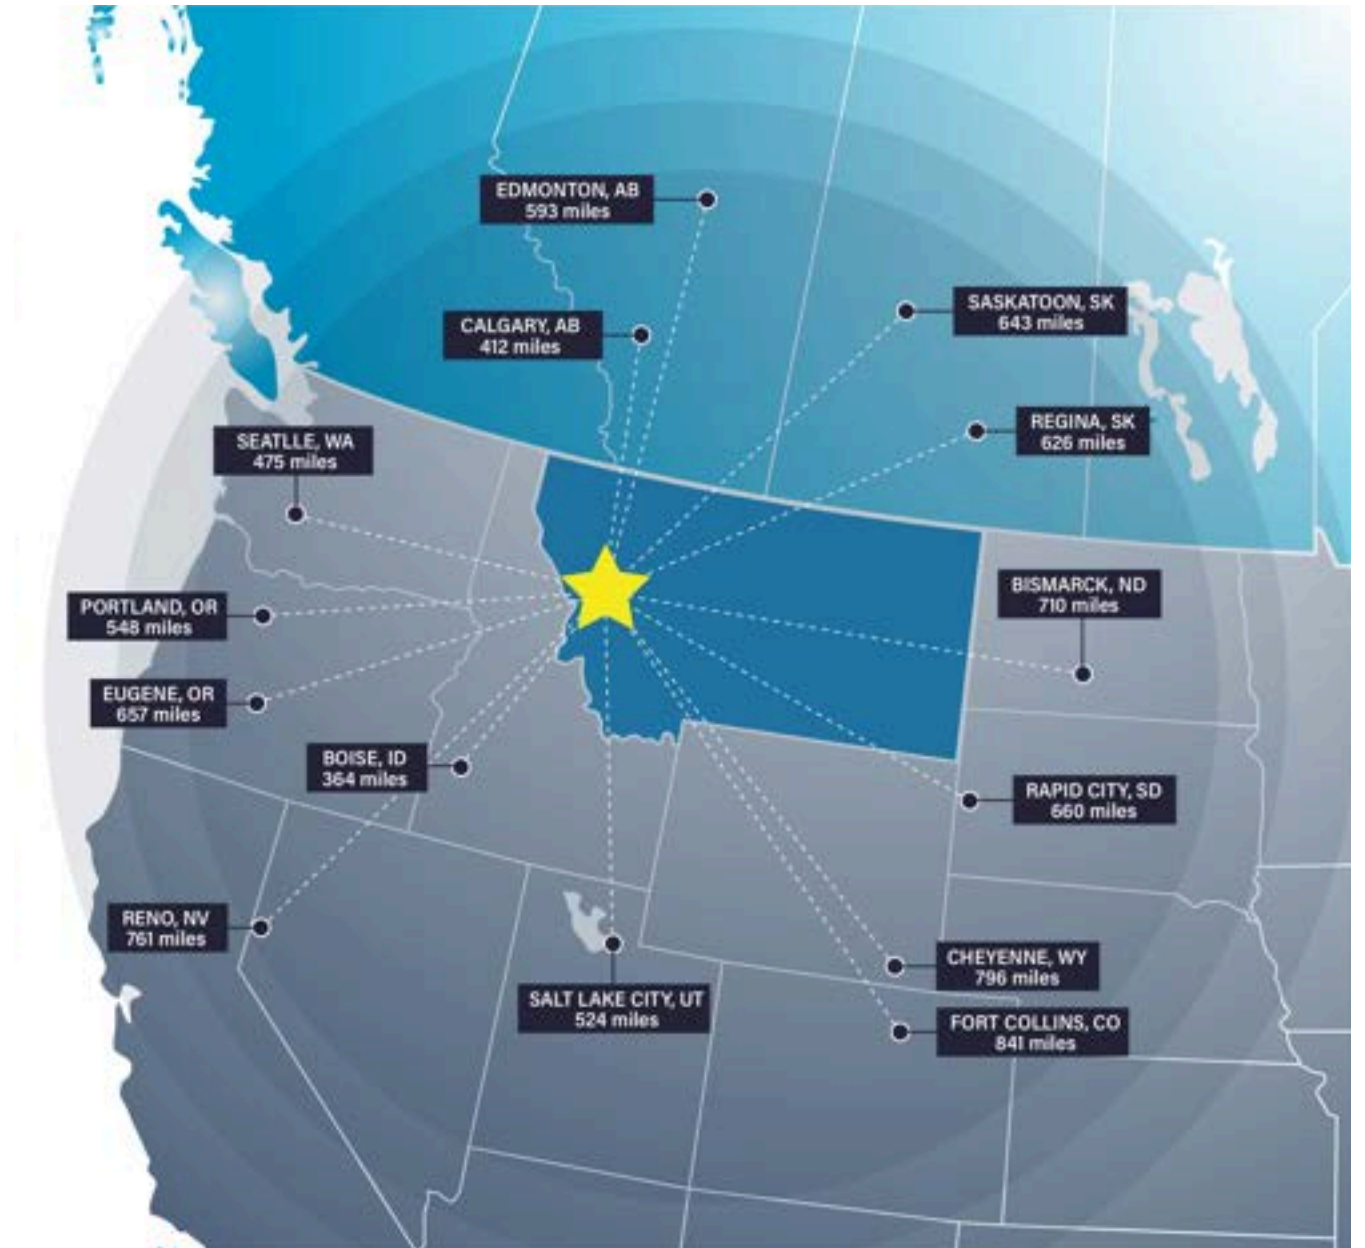 EDMONTON, AB
593 miles
SASKATOON, SK
643 miles
CALGARY, AB
412 miles
REGINA, SK
626 miles
SEATLLE, WA
475 miles
BISMARCK, ND
710 miles
PORTLAND, OR
548 miles
EUGENE, OR
657 miles
BOISE, ID
364 miles
RAPID CITY, SD
660 miles
RENO, NV
761 miles
CHEYENNE, WY
796 miles
SALT LAKE CITY, UT
524 miles
FORT COLLINS, CO
841 miles